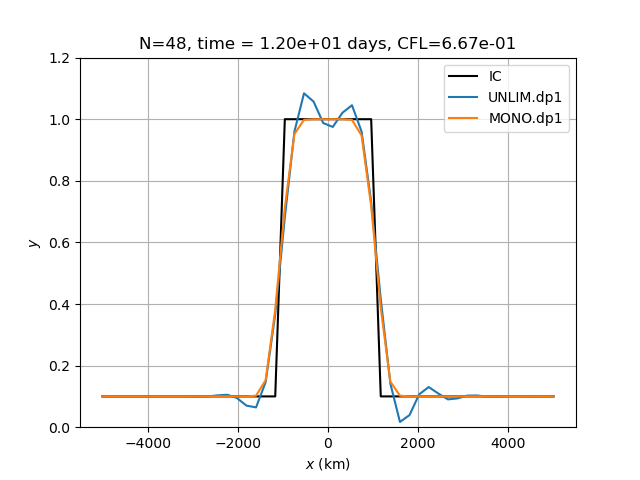 N=48, time = 1.20e+01 days, CFL=6.67e-01
1.2
1.0
0.8
0.6
0.4
0.2
0.0
y
IC
UNLIM.dp1
MONO.dp1
−4000 −2000 0 2000 4000
x (km)